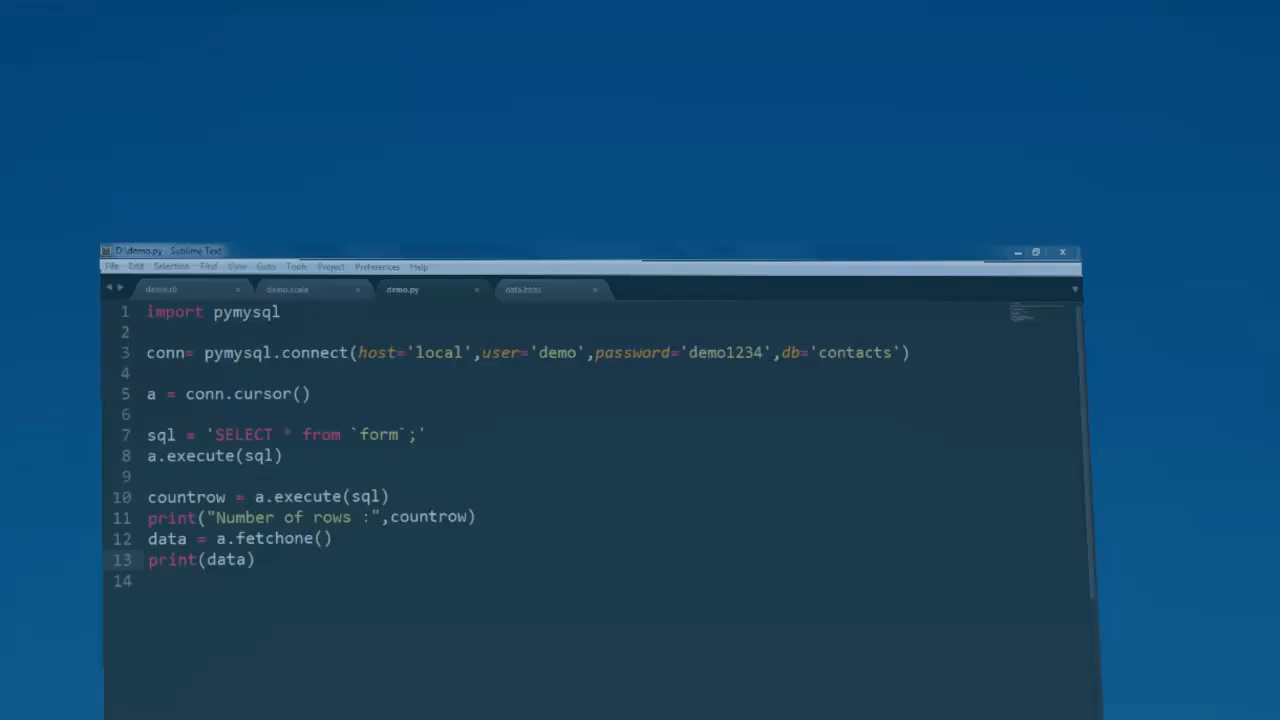 D:\demo.py - Sublime Text
File Edit Selection Find View Goto Tools Project Preferences Help
demo.rb demo.scala demo.py data.html
1 import pymysql
2
3 conn= pymysql.connect(host='local',user='demo',password='demo1234',db='contacts')
4
5 a = conn.cursor()
6
7 sql = 'SELECT * from `form`;'
8 a.execute(sql)
9
10 countrow = a.execute(sql)
11 print("Number of rows :",countrow)
12 data = a.fetchone()
13 print(data)
14